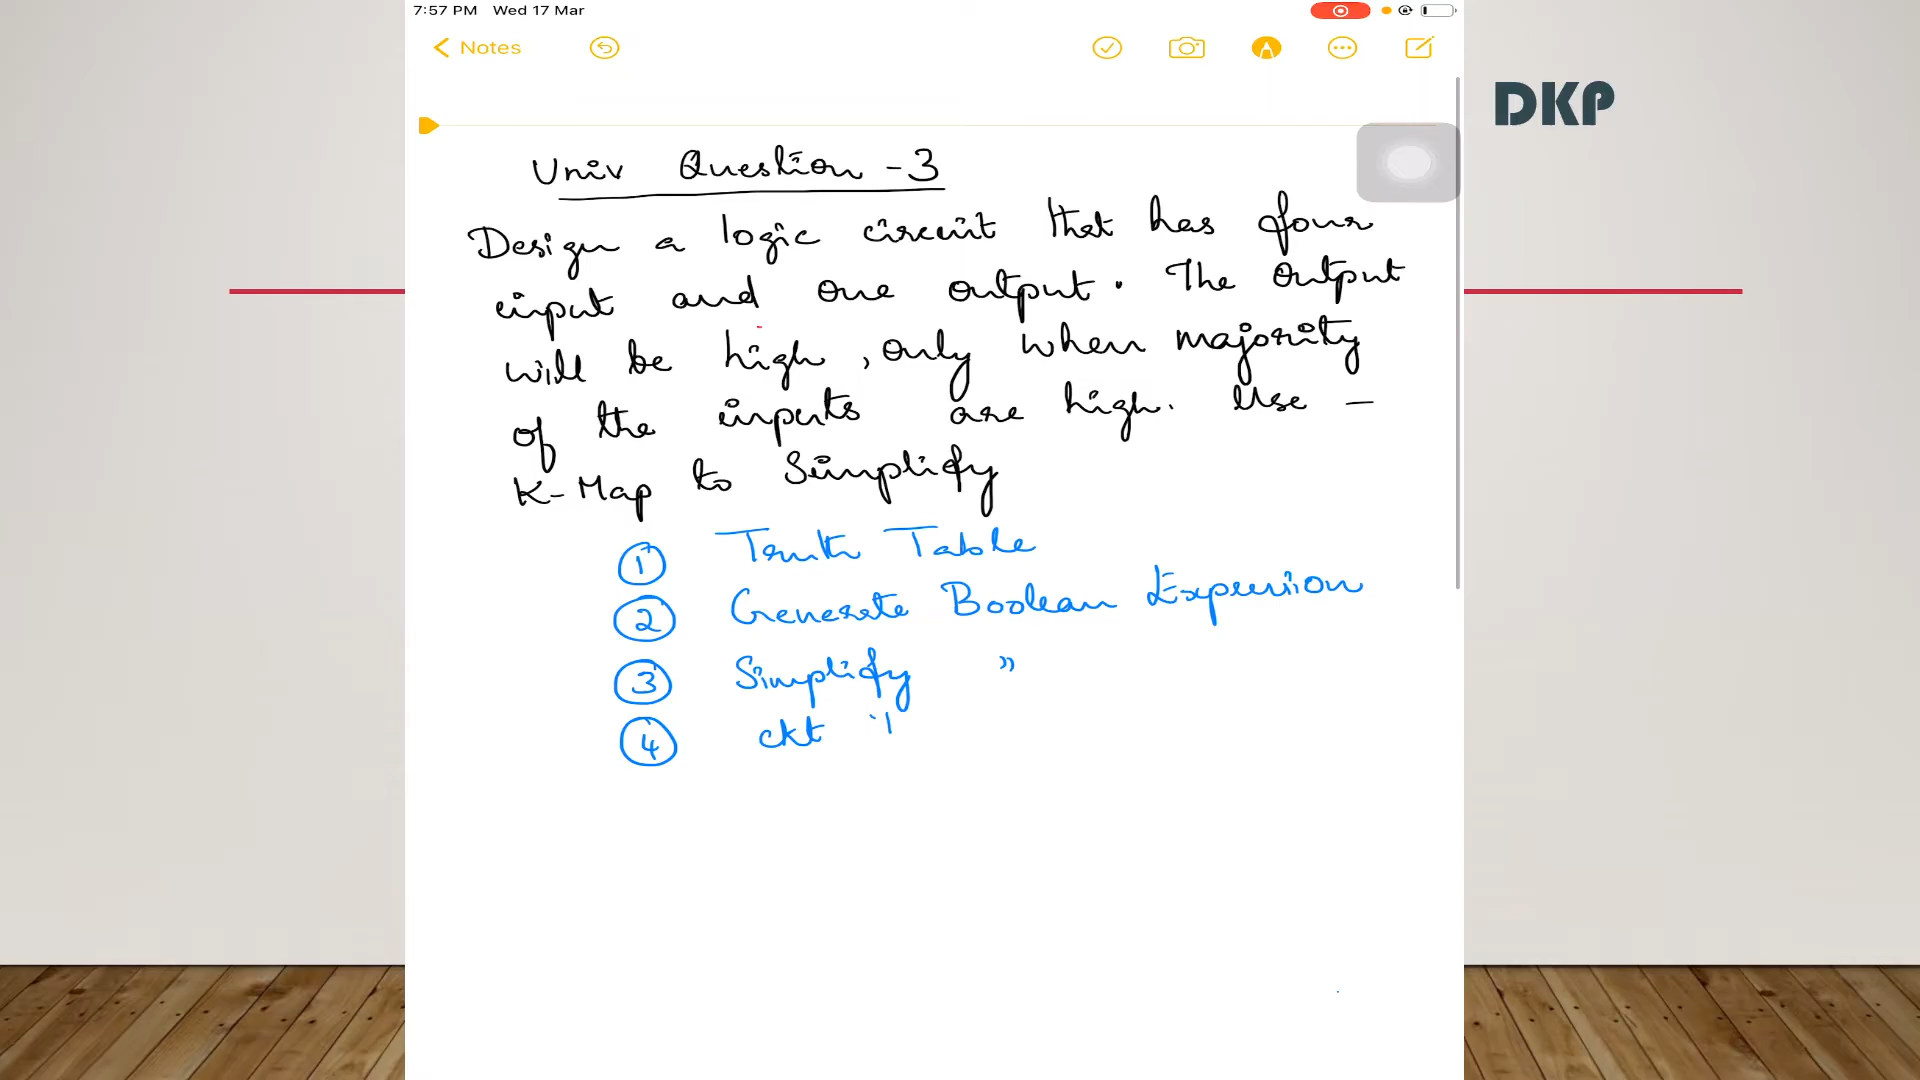 7:57 PM Wed 17 Mar
Notes
DKP
Univ Question - 3
Design a logic circuit that has four
input and one output. The output
will be high, only when majority
of the inputs are high. Use -
K-Map to Simplify
1 Truth Table
2 Generate Boolean Expression
3 Simplify "
4 ckt